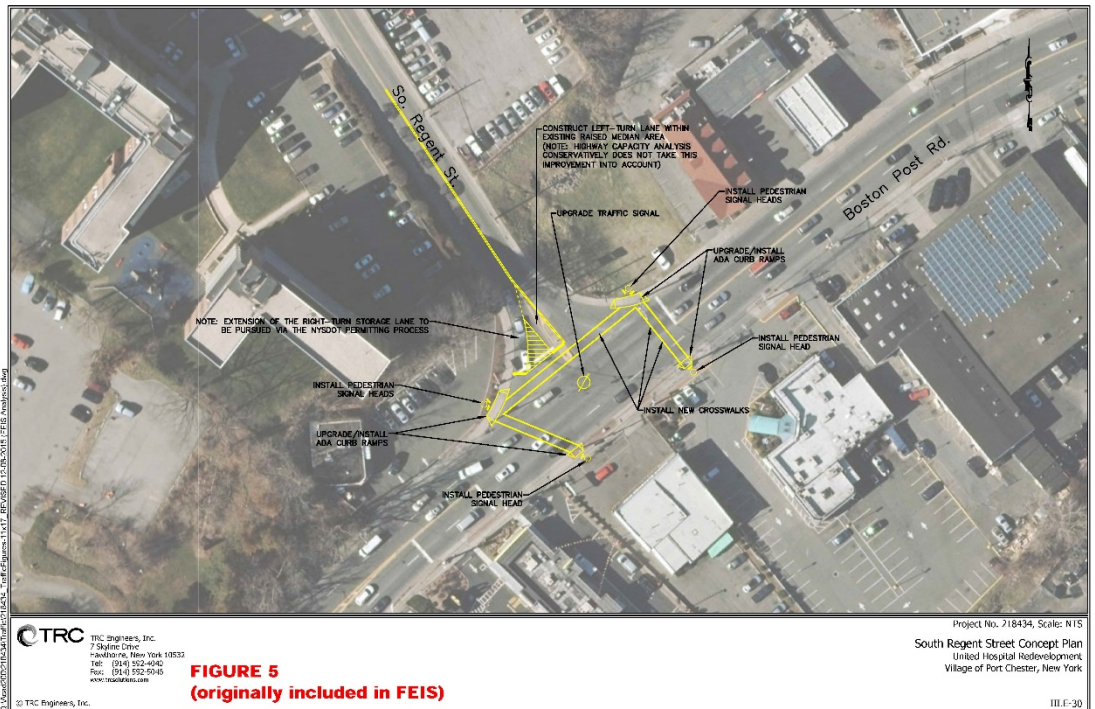 So. Regent St.
CONSTRUCT LEFT-TURN LANE WITHIN
EXISTING RAISED MEDIAN AREA
(NOTE: HIGHWAY CAPACITY ANALYSIS
CONSERVATIVELY DOES NOT TAKE THIS
IMPROVEMENT INTO ACCOUNT)
Boston Post Rd.
INSTALL PEDESTRIAN
SIGNAL HEADS
UPGRADE TRAFFIC SIGNAL
UPGRADE/INSTALL
ADA CURB RAMPS
NOTE: EXTENSION OF THE RIGHT-TURN STORAGE LANE TO
BE PURSUED VIA THE NYSDOT PERMITTING PROCESS
INSTALL PEDESTRIAN
SIGNAL HEAD
INSTALL PEDESTRIAN
SIGNAL HEADS
INSTALL NEW CROSSWALKS
UPGRADE/INSTALL
ADA CURB RAMPS
INSTALL PEDESTRIAN
SIGNAL HEAD
TRC
TRC Engineers, Inc.
7 Skyline Drive
Hawthorne, New York 10532
Tel: (914) 592-4040
Fax: (914) 592-5046
www.trcsolutions.com
© TRC Engineers, Inc.
FIGURE 5
(originally included in FEIS)
Project No. 218434, Scale: NTS
South Regent Street Concept Plan
United Hospital Redevelopment
Village of Port Chester, New York
III.E-30